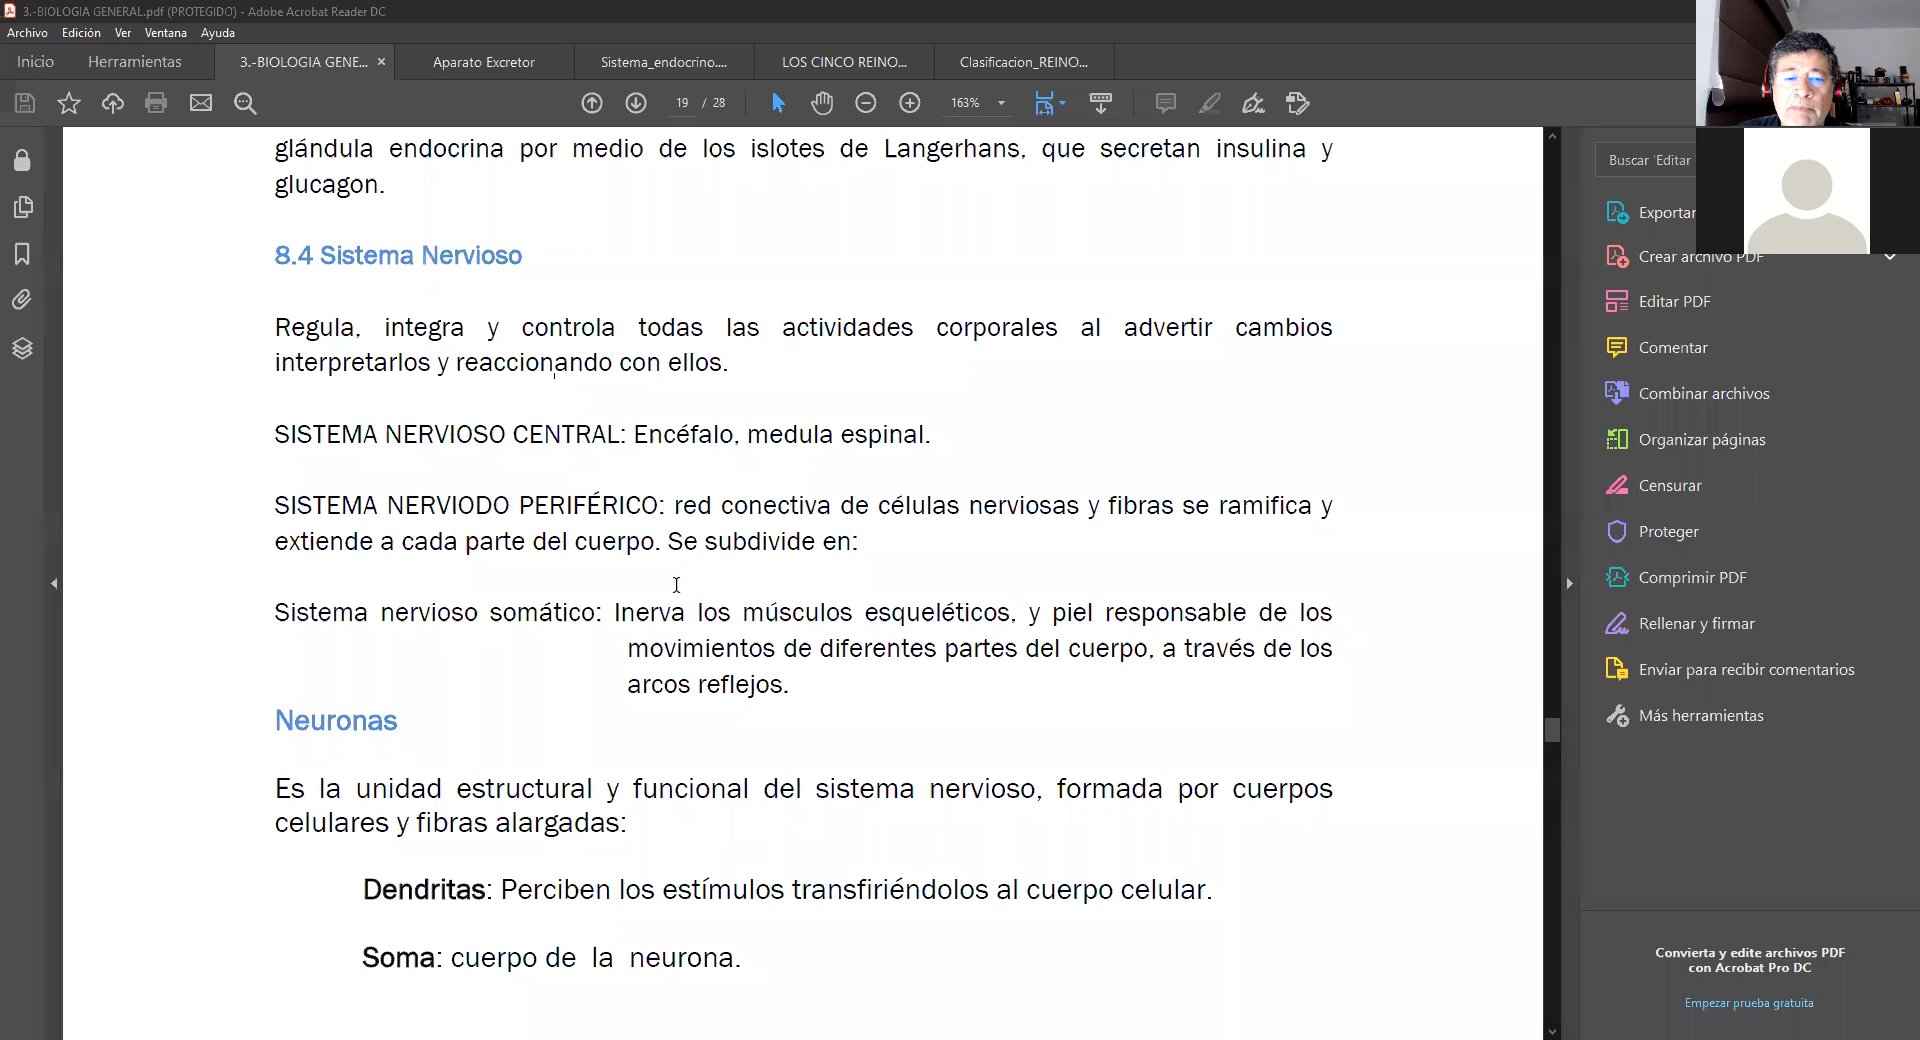 3.-BIOLOGIA GENERAL.pdf (PROTEGIDO) - Adobe Acrobat Reader DC
Archivo Edición Ver Ventana Ayuda
Inicio Herramientas 3.-BIOLOGIA GENE... × Aparato Excretor Sistema_endocrino.... LOS CINCO REINO... Clasificacion_REINO...
19 / 28 163%
glándula endocrina por medio de los islotes de Langerhans, que secretan insulina y
glucagon.
8.4 Sistema Nervioso
Regula, integra y controla todas las actividades corporales al advertir cambios
interpretarlos y reaccionando con ellos.
SISTEMA NERVIOSO CENTRAL: Encéfalo, medula espinal.
SISTEMA NERVIODO PERIFÉRICO: red conectiva de células nerviosas y fibras se ramifica y
extiende a cada parte del cuerpo. Se subdivide en:
Sistema nervioso somático: Inerva los músculos esqueléticos, y piel responsable de los
movimientos de diferentes partes del cuerpo, a través de los
arcos reflejos.
Neuronas
Es la unidad estructural y funcional del sistema nervioso, formada por cuerpos
celulares y fibras alargadas:
Dendritas: Perciben los estímulos transfiriéndolos al cuerpo celular.
Soma: cuerpo de la neurona.
Buscar 'Editar
Exportar
Crear archivo PDF
Editar PDF
Comentar
Combinar archivos
Organizar páginas
Censurar
Proteger
Comprimir PDF
Rellenar y firmar
Enviar para recibir comentarios
Más herramientas
Convierta y edite archivos PDF
con Acrobat Pro DC
Empezar prueba gratuita